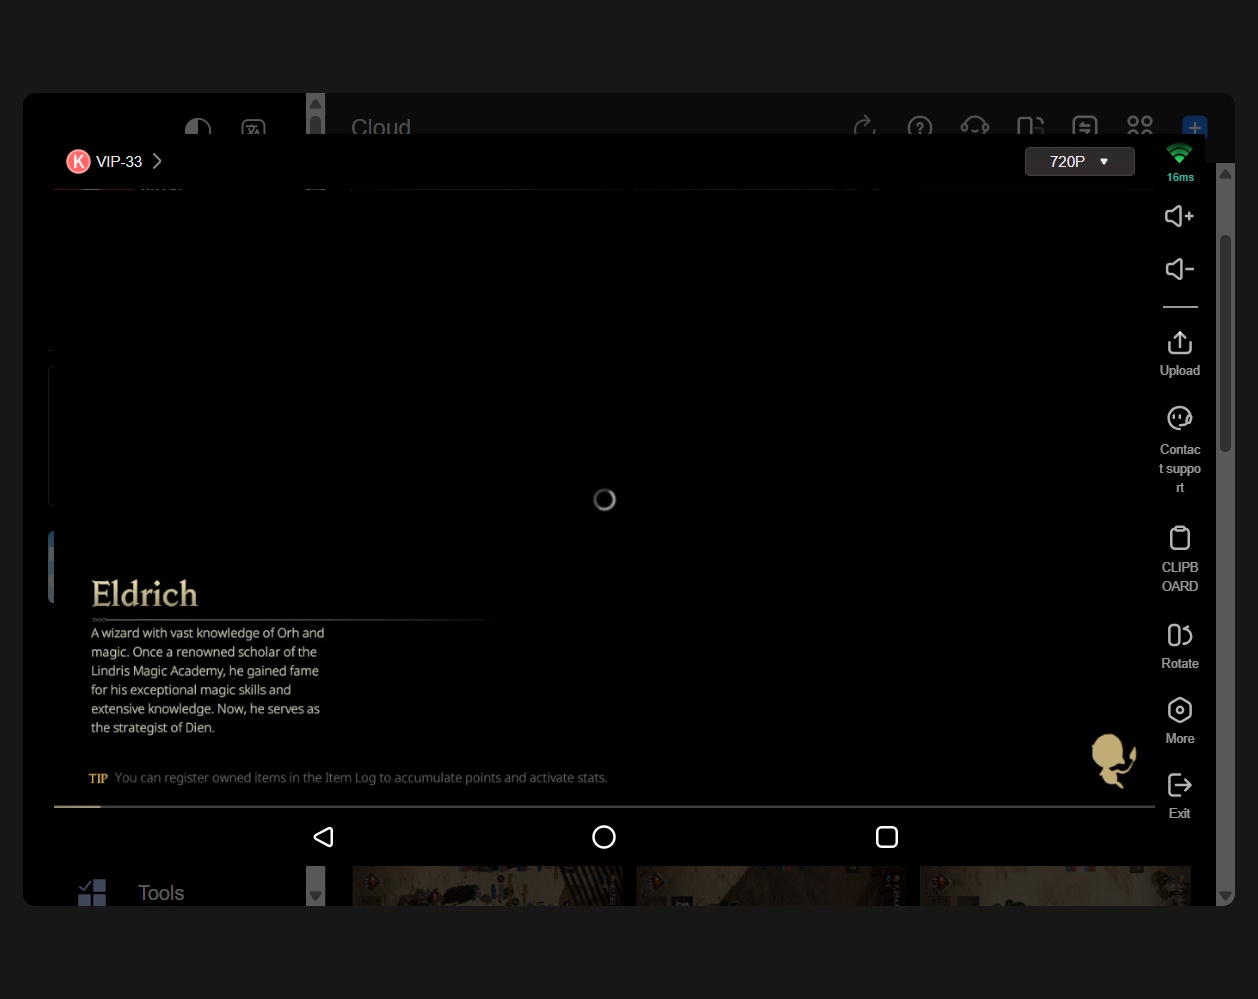 Cloud
K VIP-33
720P
16ms
Upload
Contac
t suppo
rt
CLIPB
OARD
Rotate
More
Exit
Eldrich
A wizard with vast knowledge of Orh and
magic. Once a renowned scholar of the
Lindris Magic Academy, he gained fame
for his exceptional magic skills and
extensive knowledge. Now, he serves as
the strategist of Dien.
TIP You can register owned items in the Item Log to accumulate points and activate stats.
Tools